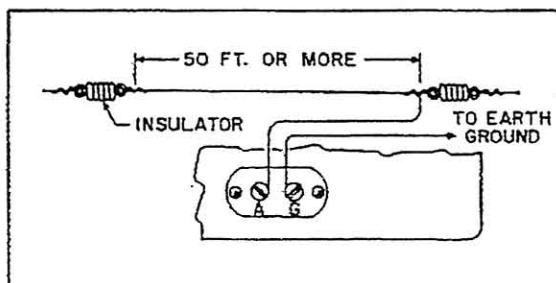 50 FT. OR MORE
INSULATOR
TO EARTH
GROUND
A G